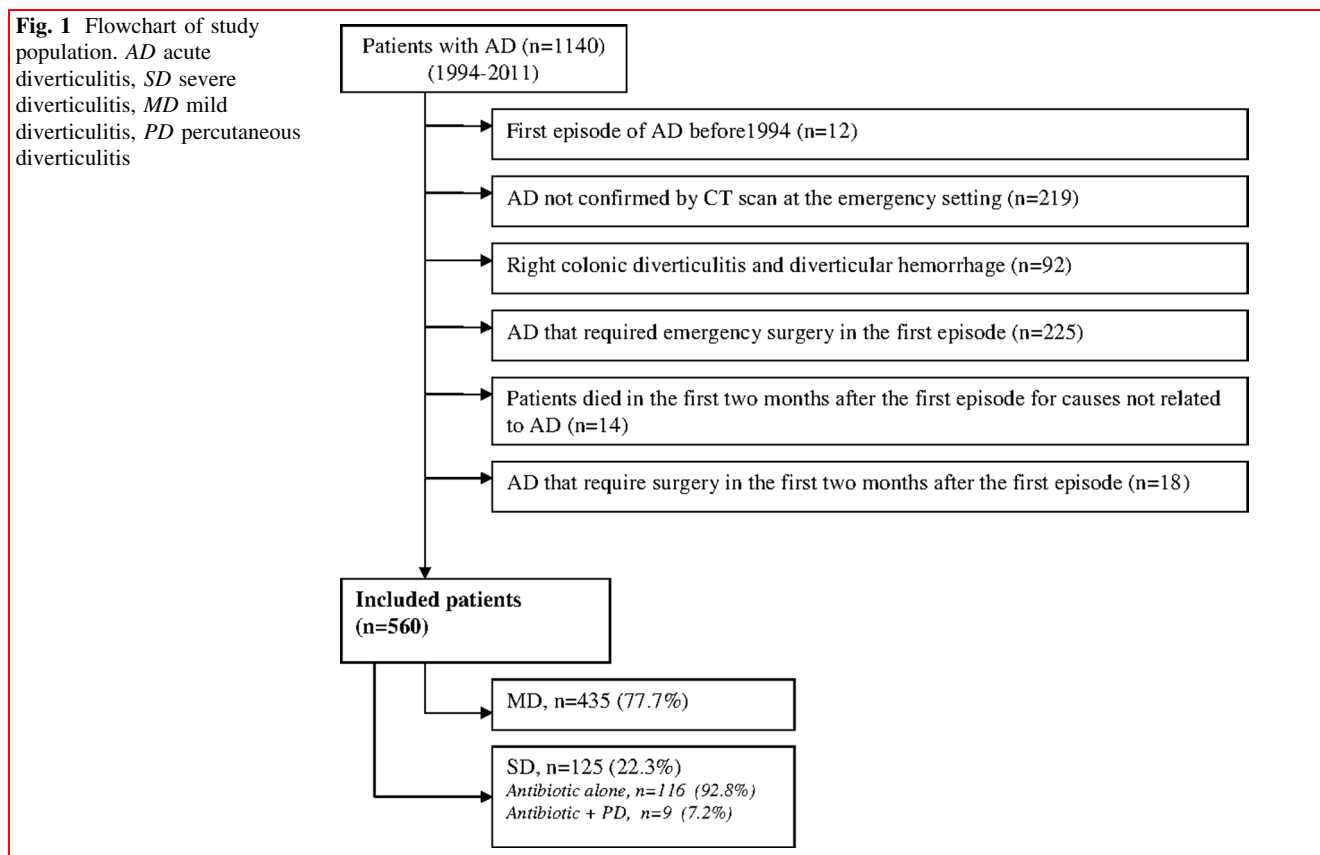 Fig. 1 Flowchart of study
population. AD acute
diverticulitis, SD severe
diverticulitis, MD mild
diverticulitis, PD percutaneous
diverticulitis
Patients with AD (n=1140)
(1994-2011)
First episode of AD before1994 (n=12)
AD not confirmed by CT scan at the emergency setting (n=219)
Right colonic diverticulitis and diverticular hemorrhage (n=92)
AD that required emergency surgery in the first episode (n=225)
Patients died in the first two months after the first episode for causes not related
to AD (n=14)
AD that require surgery in the first two months after the first episode (n=18)
Included patients
(n=560)
MD, n=435 (77.7%)
SD, n=125 (22.3%)
Antibiotic alone, n=116 (92.8%)
Antibiotic + PD, n=9 (7.2%)